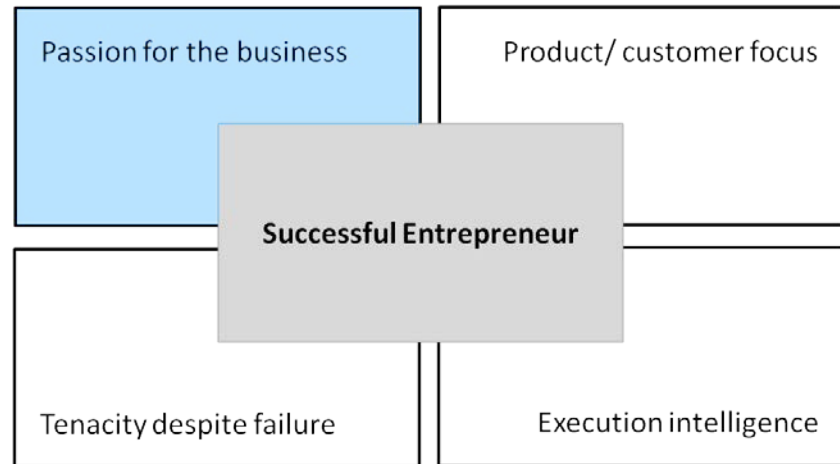 Passion for the business
Product/ customer focus
Successful Entrepreneur
Tenacity despite failure
Execution intelligence